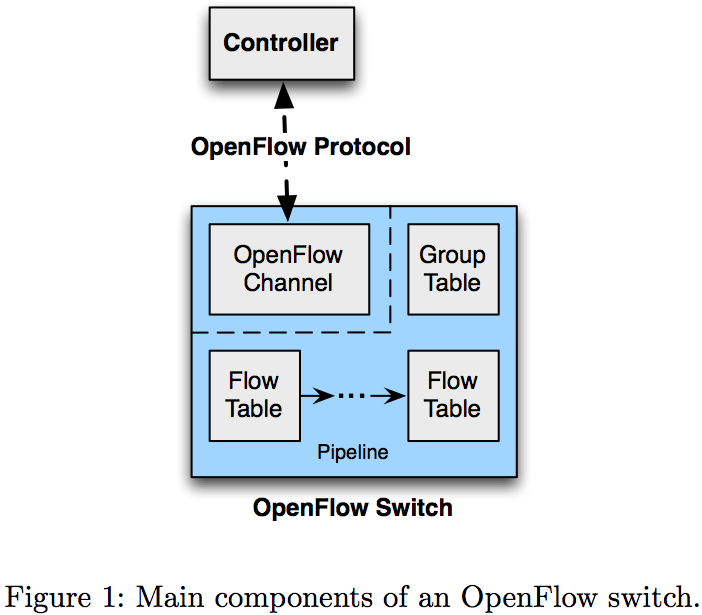 Controller
OpenFlow Protocol
OpenFlow
Channel
Group
Table
Flow
Table
...
Flow
Table
Pipeline
OpenFlow Switch
Figure 1: Main components of an OpenFlow switch.